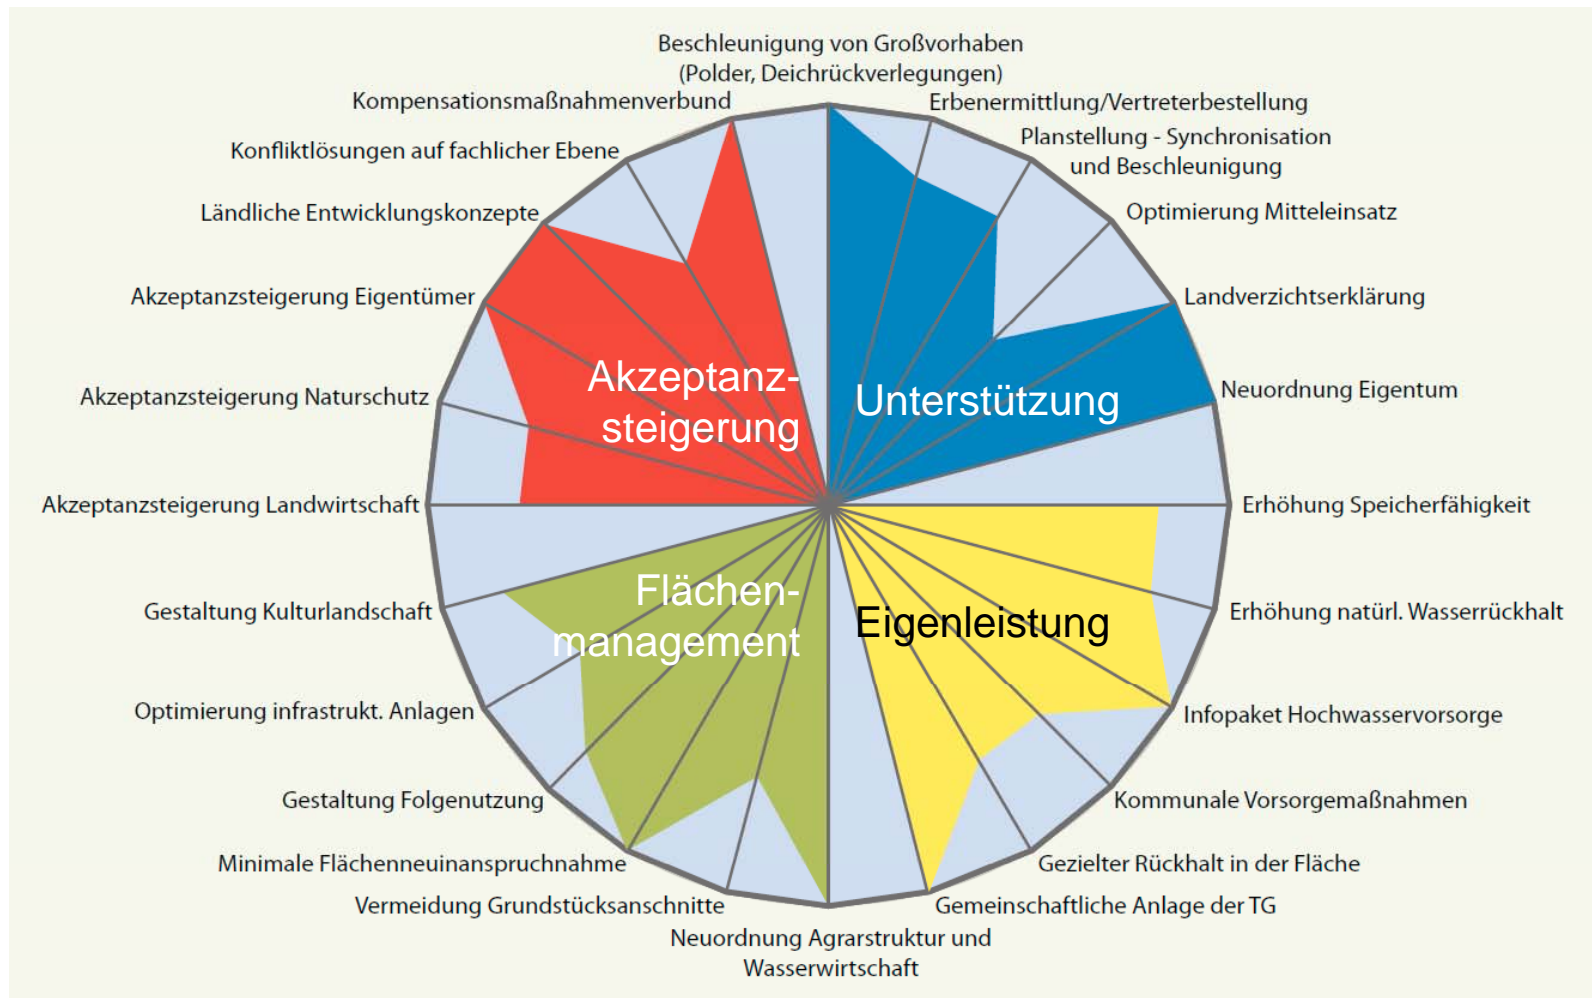 Beschleunigung von Großvorhaben
(Polder, Deichrückverlegungen)
Erbenermittlung/Vertreterbestellung
Planstellung - Synchronisation
und Beschleunigung
Optimierung Mitteleinsatz
Landverzichtserklärung
Neuordnung Eigentum
Erhöhung Speicherfähigkeit
Erhöhung natürl. Wasserrückhalt
Infopaket Hochwasservorsorge
Kommunale Vorsorgemaßnahmen
Gezielter Rückhalt in der Fläche
Gemeinschaftliche Anlage der TG
Neuordnung Agrarstruktur und
Wasserwirtschaft
Vermeidung Grundstücksanschnitte
Minimale Flächenneuinanspruchnahme
Gestaltung Folgenutzung
Optimierung infrastrukt. Anlagen
Gestaltung Kulturlandschaft
Akzeptanzsteigerung Landwirtschaft
Akzeptanzsteigerung Naturschutz
Akzeptanzsteigerung Eigentümer
Ländliche Entwicklungskonzepte
Konfliktlösungen auf fachlicher Ebene
Kompensationsmaßnahmenverbund
Akzeptanz-
steigerung
Unterstützung
Flächen-
management
Eigenleistung